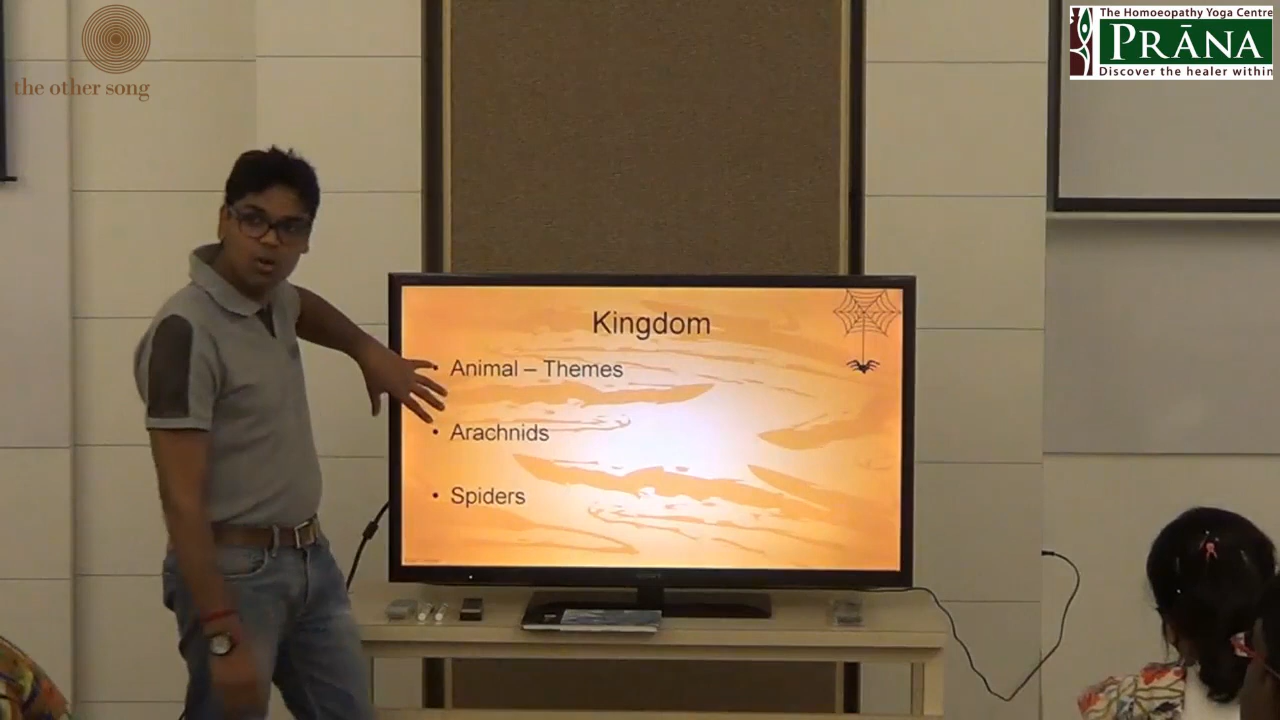 the other song
The Homoeopathy Yoga Centre
PRĀNA
Discover the healer within
Kingdom
• Animal – Themes
• Arachnids
• Spiders